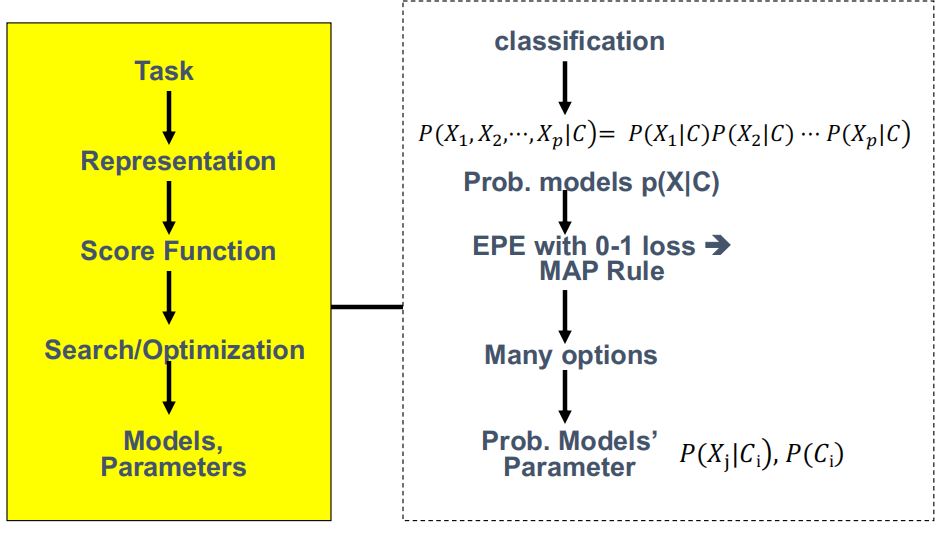 Task
Representation
Score Function
Search/Optimization
Models,
Parameters
classification
P(X₁, X₂,⋯, Xₚ|C)= P(X₁|C)P(X₂|C) ⋯ P(Xₚ|C)
Prob. models p(X|C)
EPE with 0-1 loss ➔
MAP Rule
Many options
Prob. Models’
Parameter P(Xⱼ|Cᵢ), P(Cᵢ)